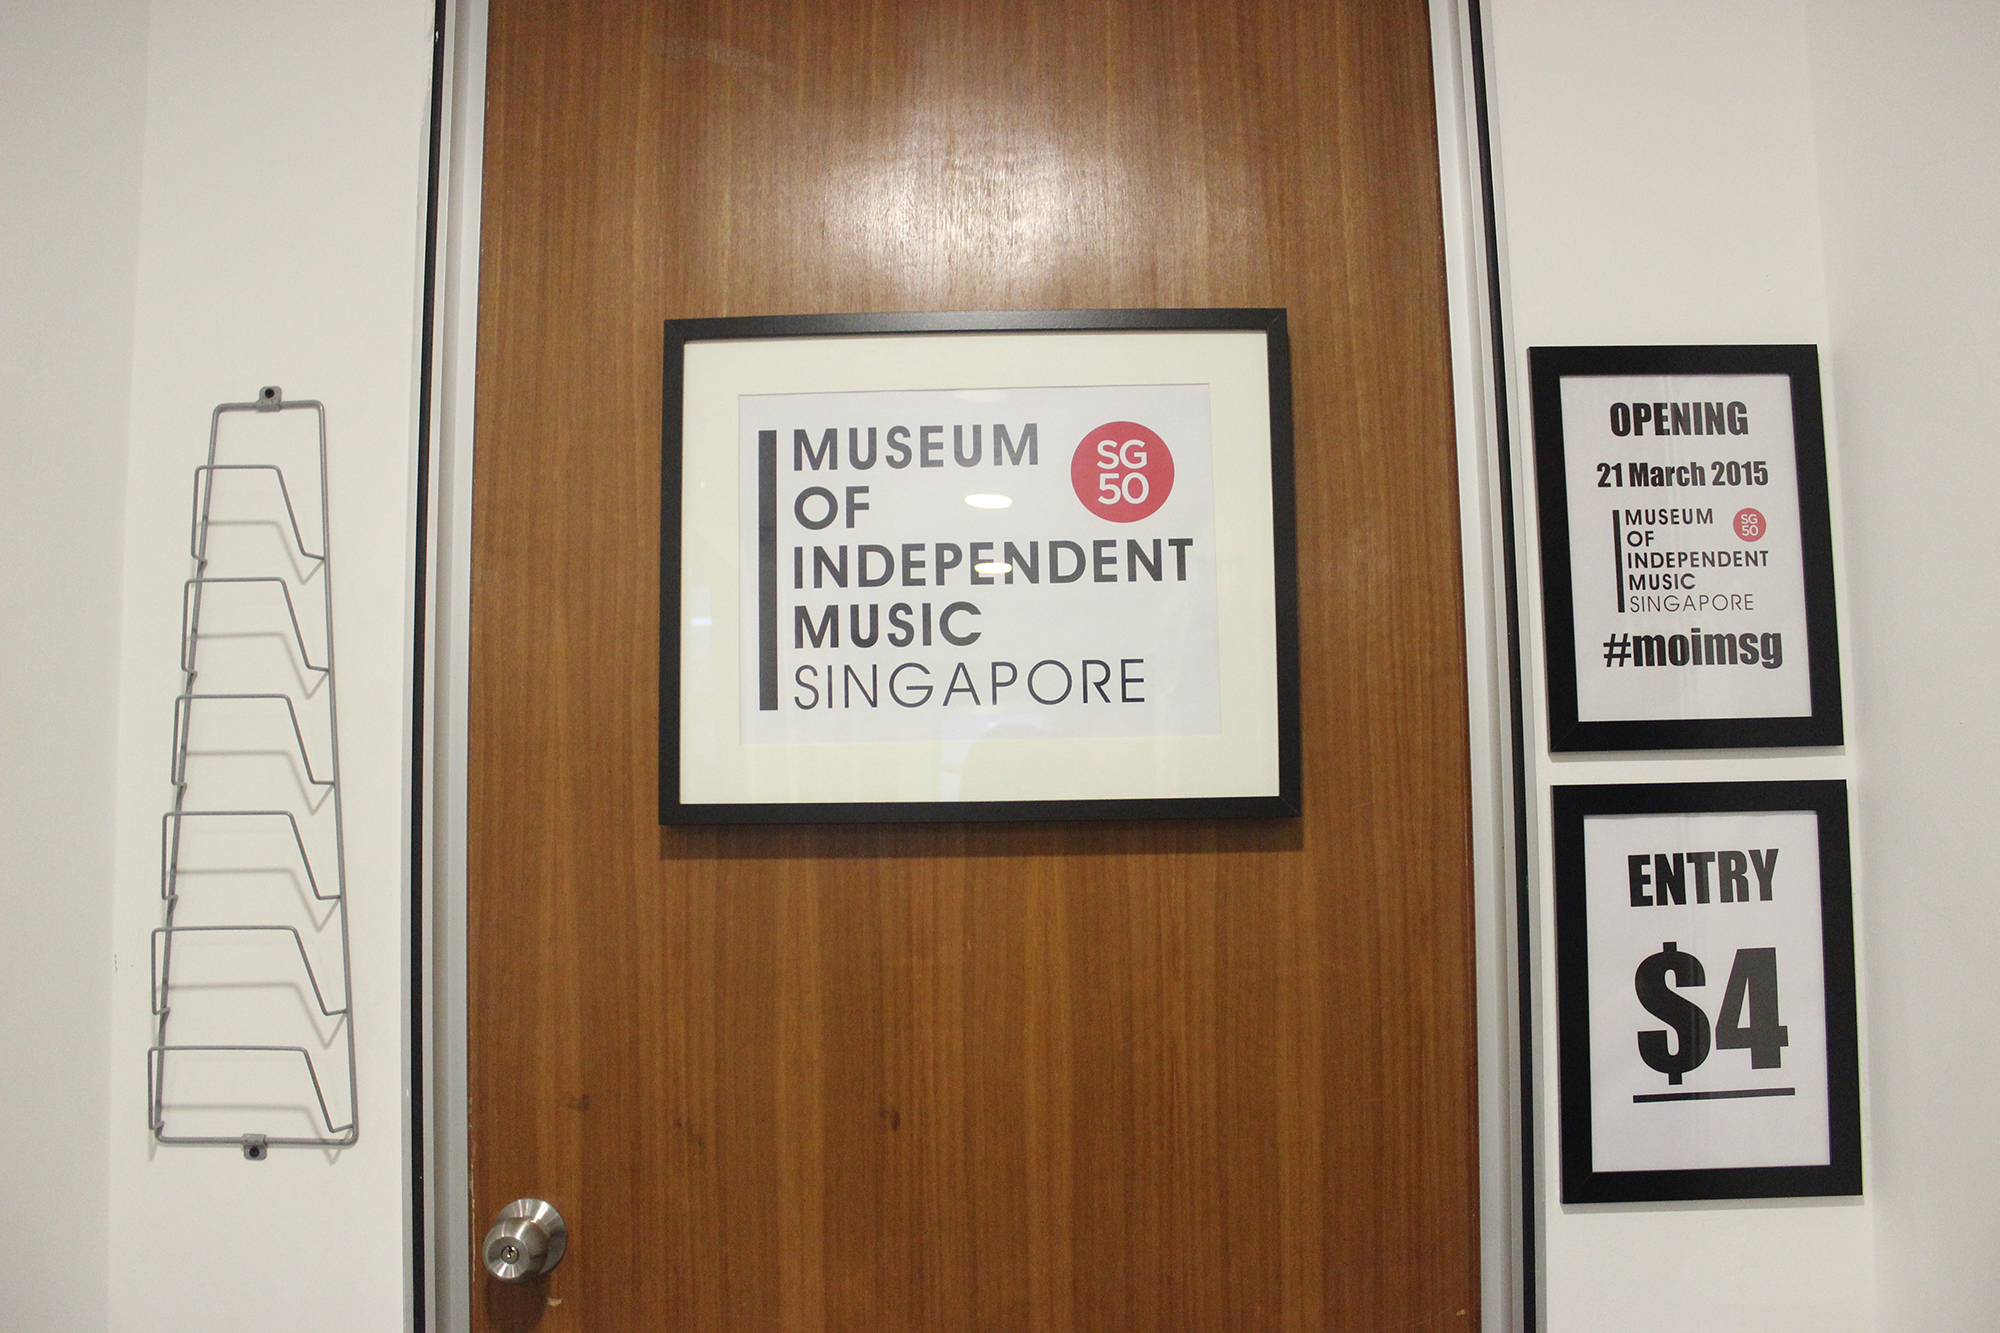 MUSEUM
OF
INDEPENDENT
MUSIC
SINGAPORE
SG
50
OPENING
21 March 2015
MUSEUM
OF
INDEPENDENT
MUSIC
SINGAPORE
SG
50
#moimsg
ENTRY
$4